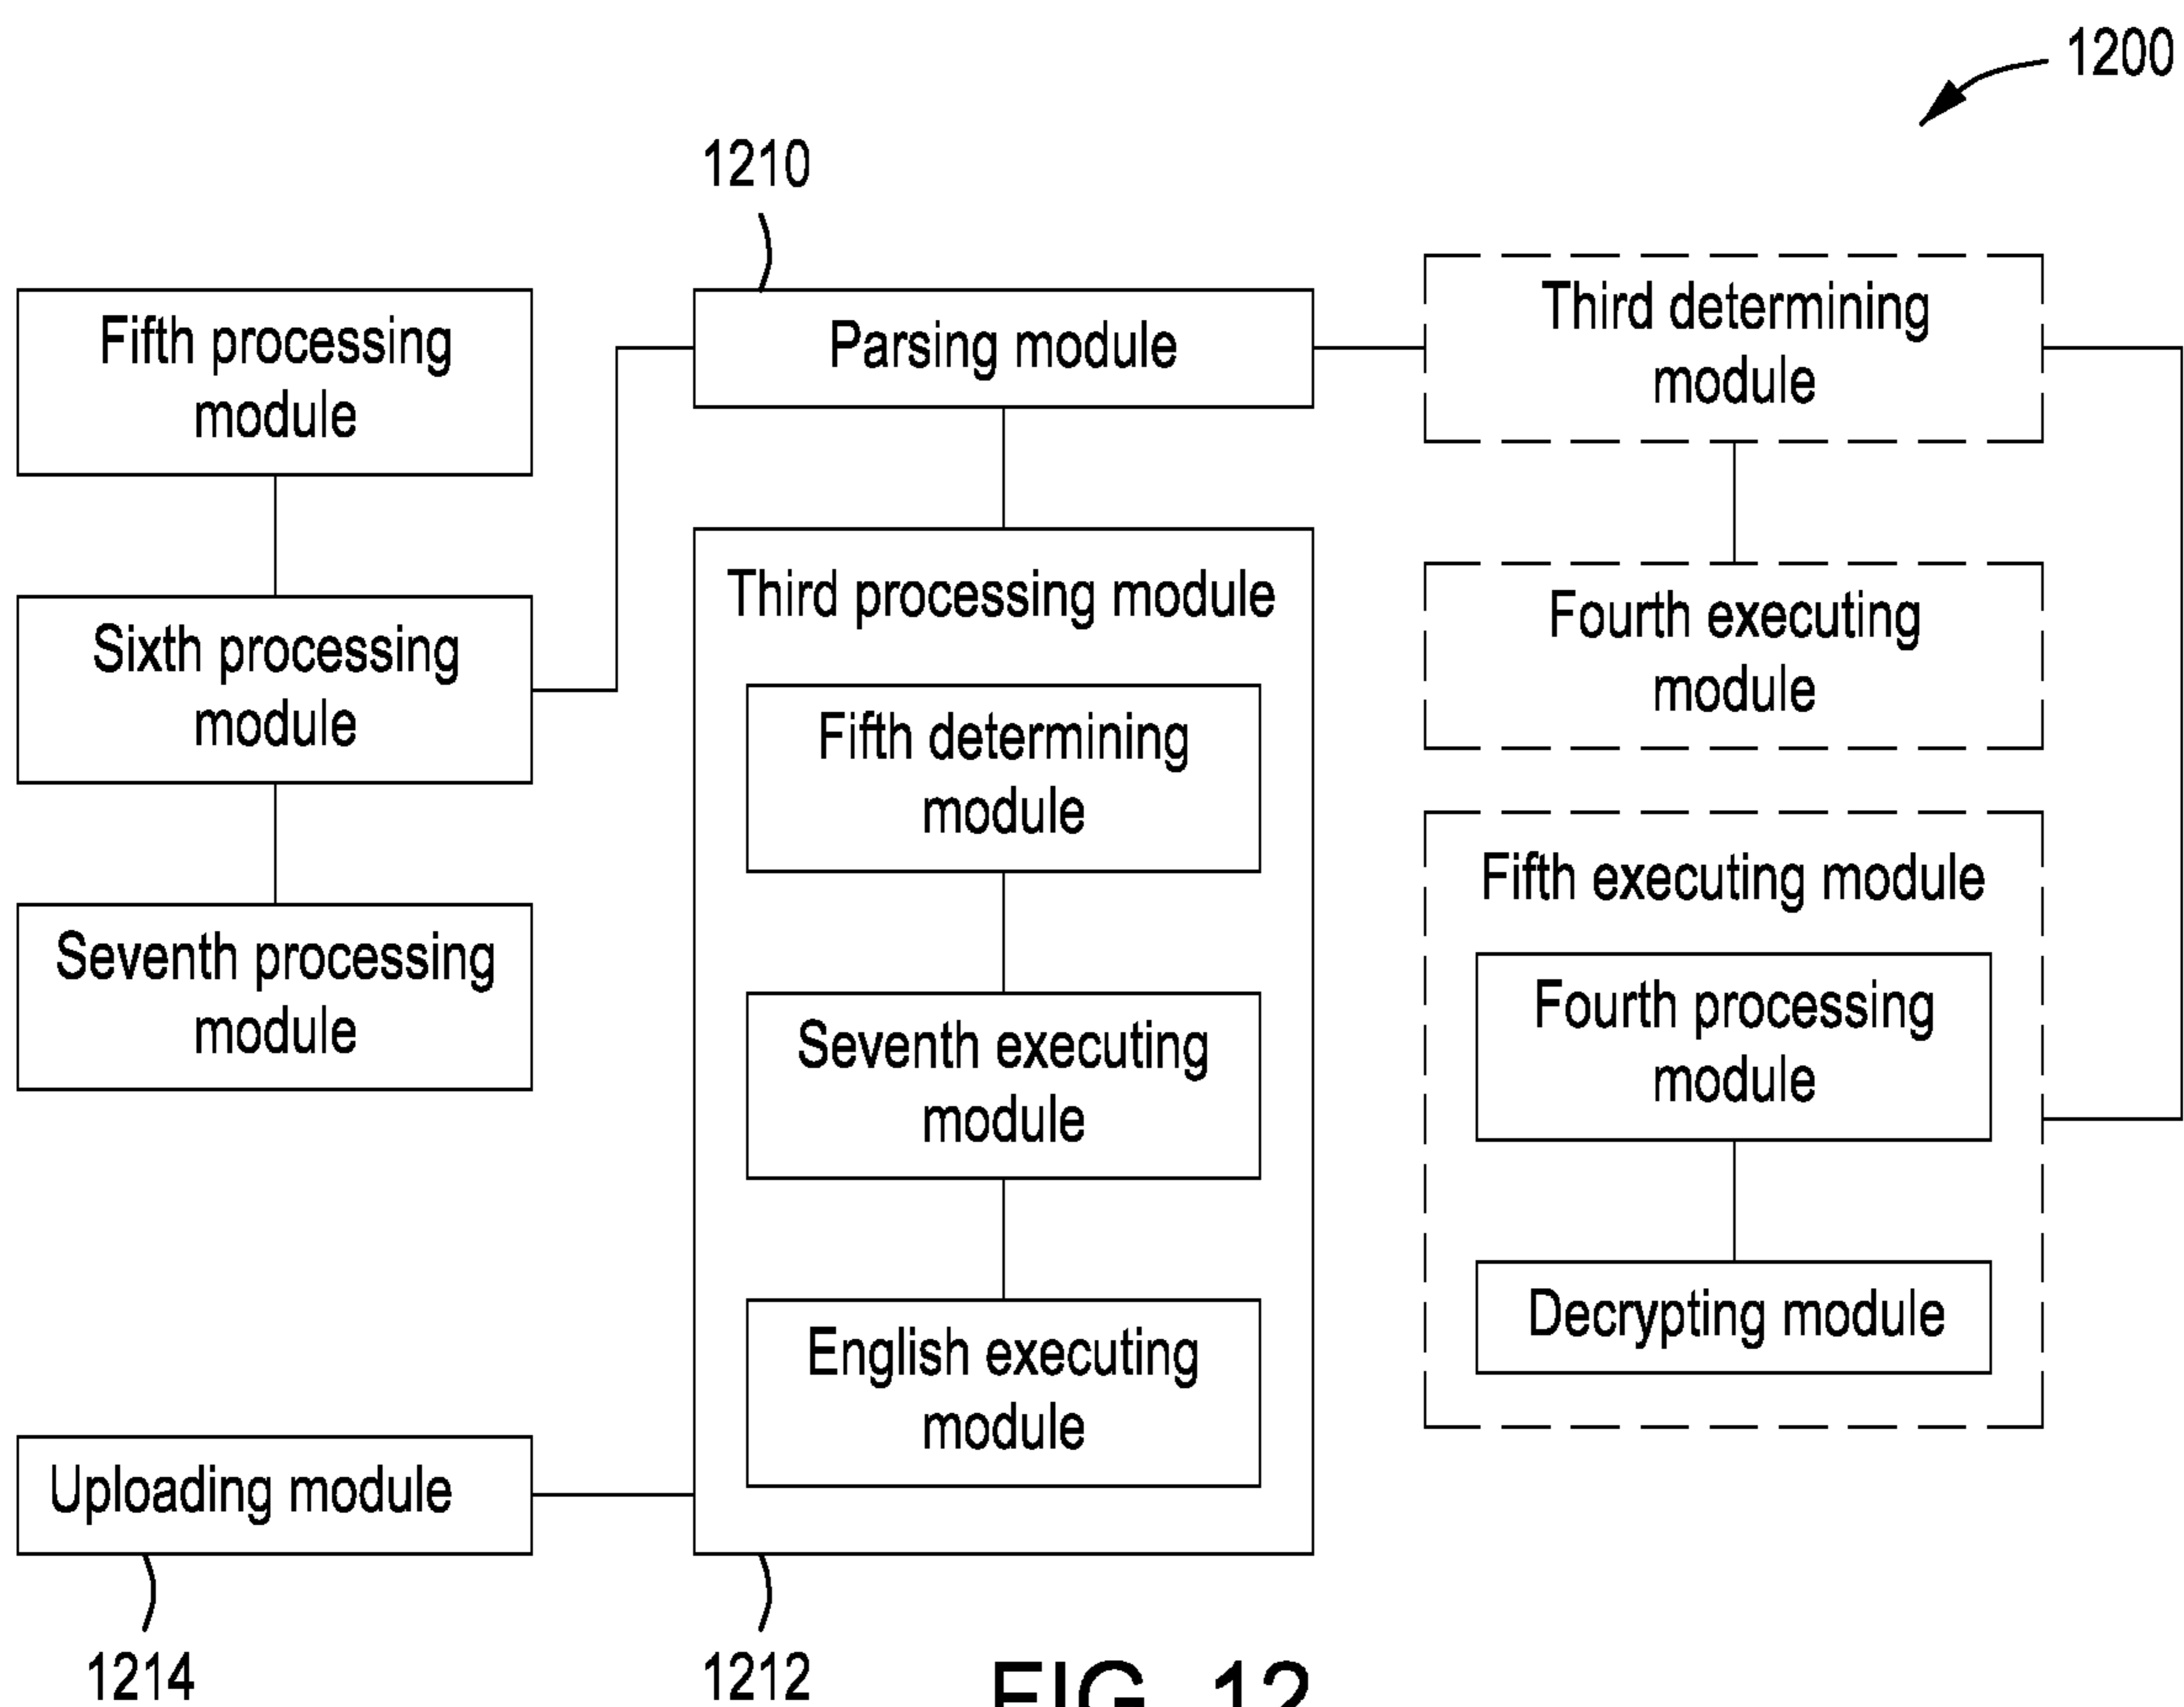 1200
1210
Fifth processing
module
Parsing module
Third determining
module
Sixth processing
module
Third processing module
Fourth executing
module
Fifth determining
module
Seventh processing
module
Seventh executing
module
Fifth executing module
Fourth processing
module
English executing
module
Decrypting module
Uploading module
1214
1212
FIG. 12